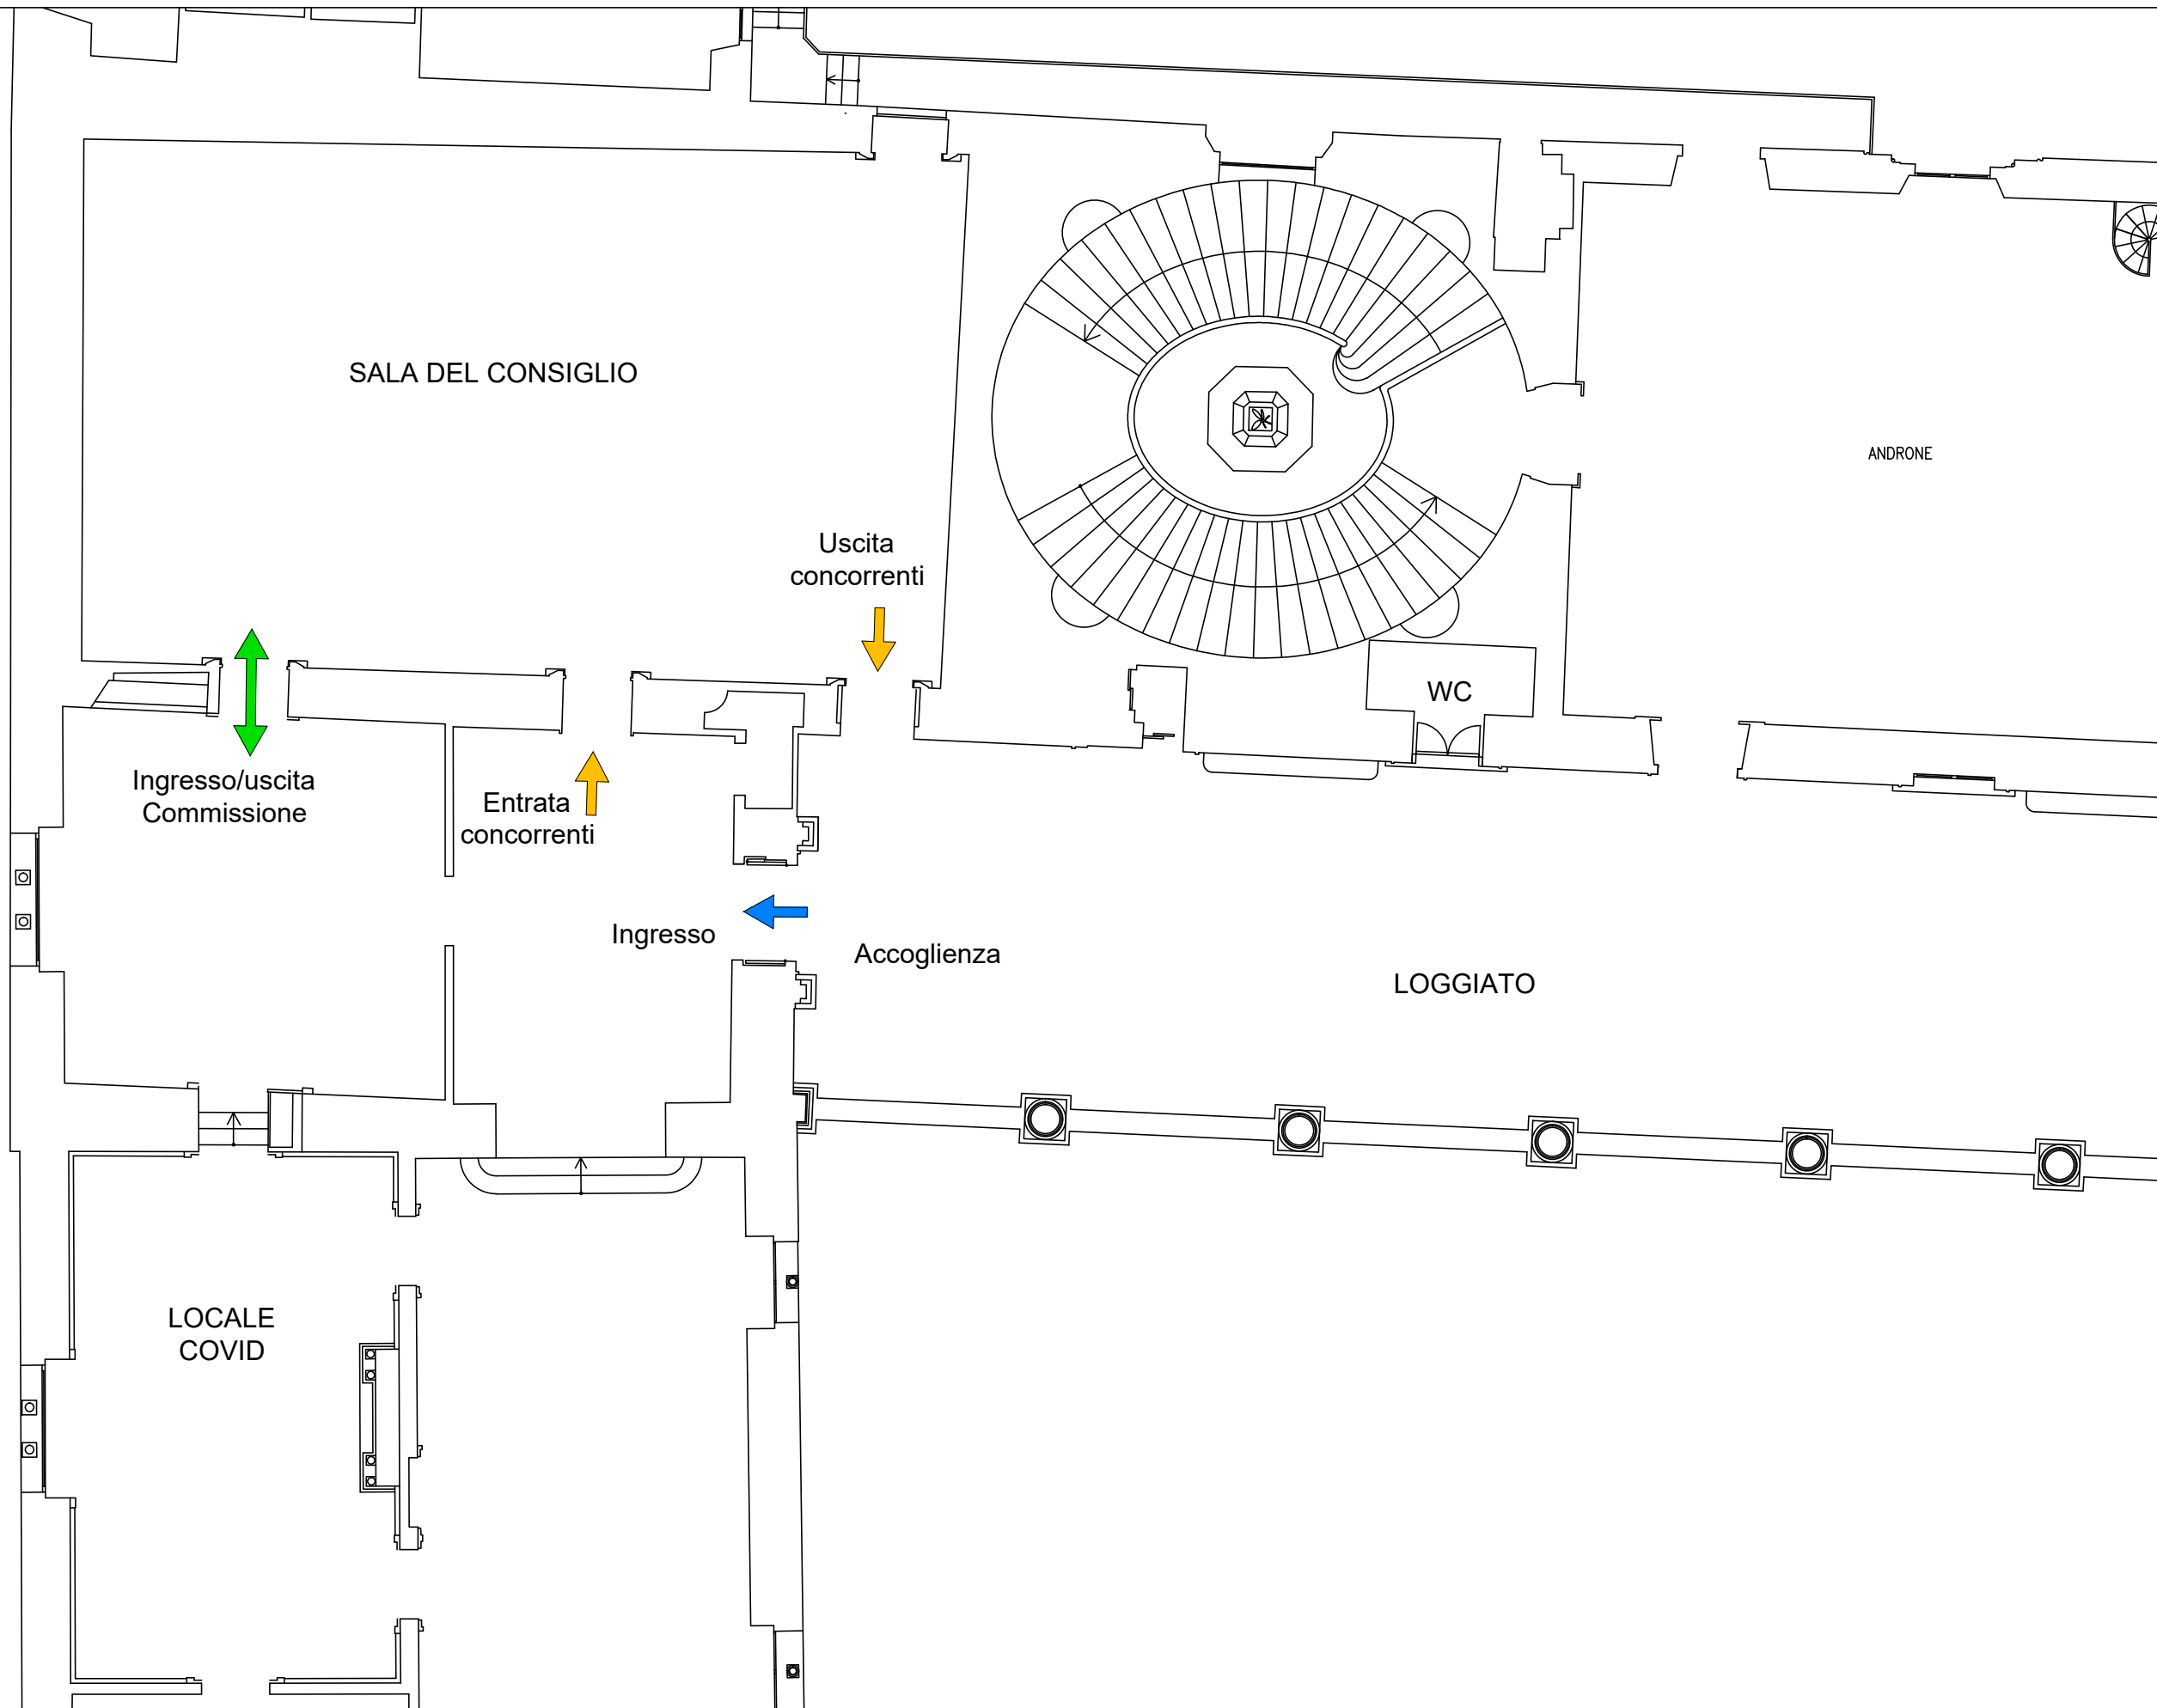 SALA DEL CONSIGLIO
ANDRONE
Uscita
concorrenti
WC
Ingresso/uscita
Commissione
Entrata
concorrenti
Ingresso
Accoglienza
LOGGIATO
LOCALE
COVID